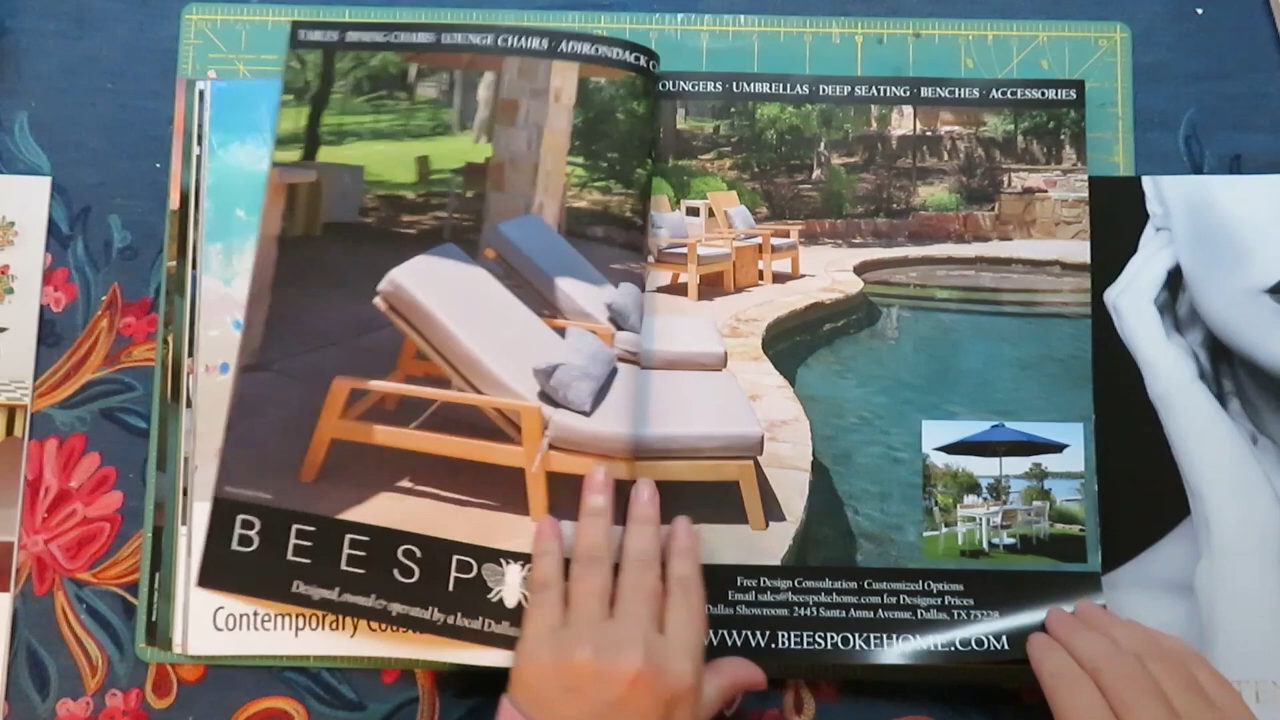 TABLES · DINING CHAIRS · LOUNGE CHAIRS · ADIRONDACK C
OUNGERS · UMBRELLAS · DEEP SEATING · BENCHES · ACCESSORIES
BEESP
Designed, owned & operated by a local Dallas
Contemporary Coast
Free Design Consultation · Customized Options
Email sales@beespokehome.com for Designer Prices
Dallas Showroom: 2445 Santa Anna Avenue, Dallas, TX 75228
WWW.BEESPOKEHOME.COM